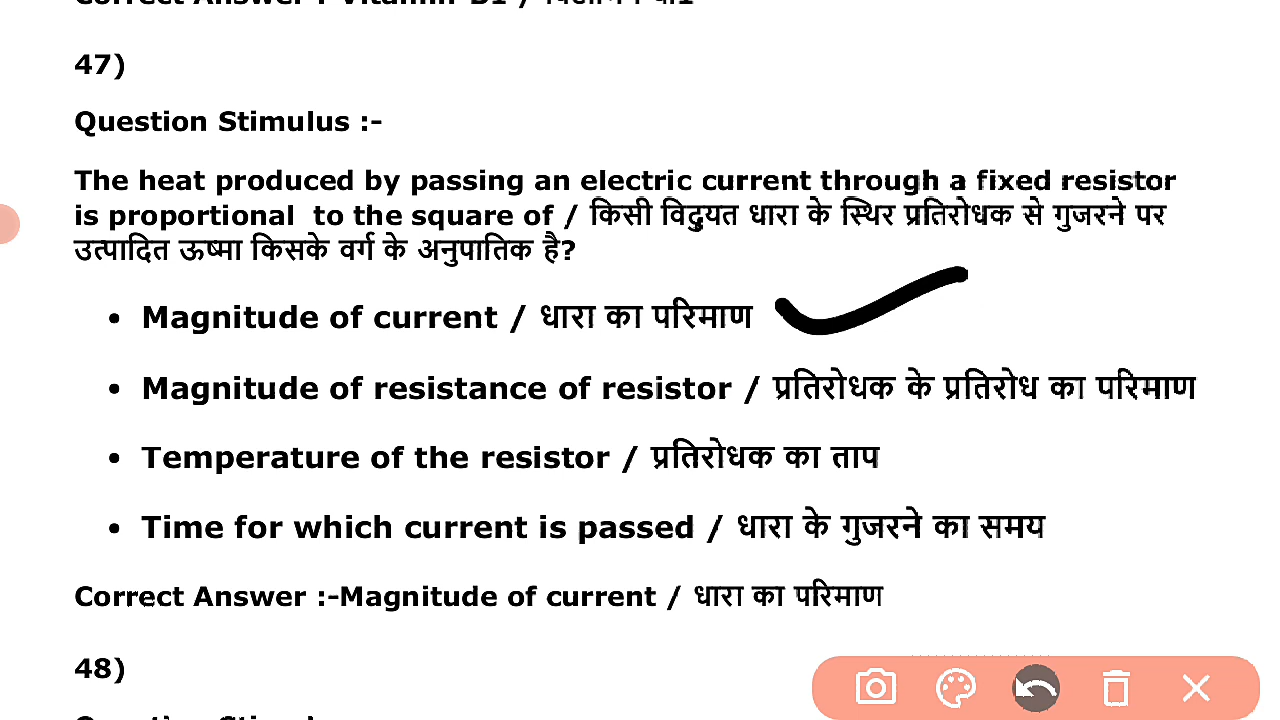 47)
Question Stimulus :-
The heat produced by passing an electric current through a fixed resistor
is proportional to the square of / किसी विद्युत धारा के स्थिर प्रतिरोधक से गुजरने पर
उत्पादित ऊष्मा किसके वर्ग के अनुपातिक है?
• Magnitude of current / धारा का परिमाण
• Magnitude of resistance of resistor / प्रतिरोधक के प्रतिरोध का परिमाण
• Temperature of the resistor / प्रतिरोधक का ताप
• Time for which current is passed / धारा के गुजरने का समय
Correct Answer :-Magnitude of current / धारा का परिमाण
48)